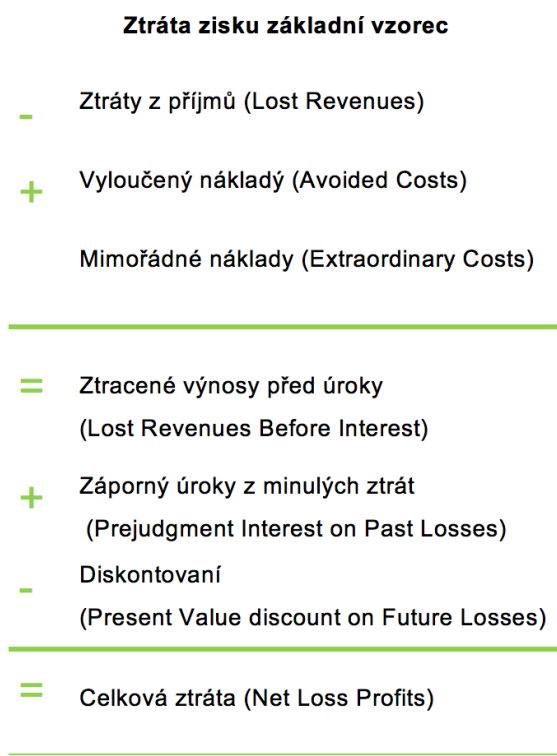 Ztráta zisku základní vzorec
Ztráty z příjmů (Lost Revenues)
-
Vyloučený nákladý (Avoided Costs)
+
Mimořádné náklady (Extraordinary Costs)
= Ztracené výnosy před úroky
(Lost Revenues Before Interest)
Záporný úroky z minulých ztrát
+
(Prejudgment Interest on Past Losses)
Diskontovaní
-
(Present Value discount on Future Losses)
= Celková ztráta (Net Loss Profits)